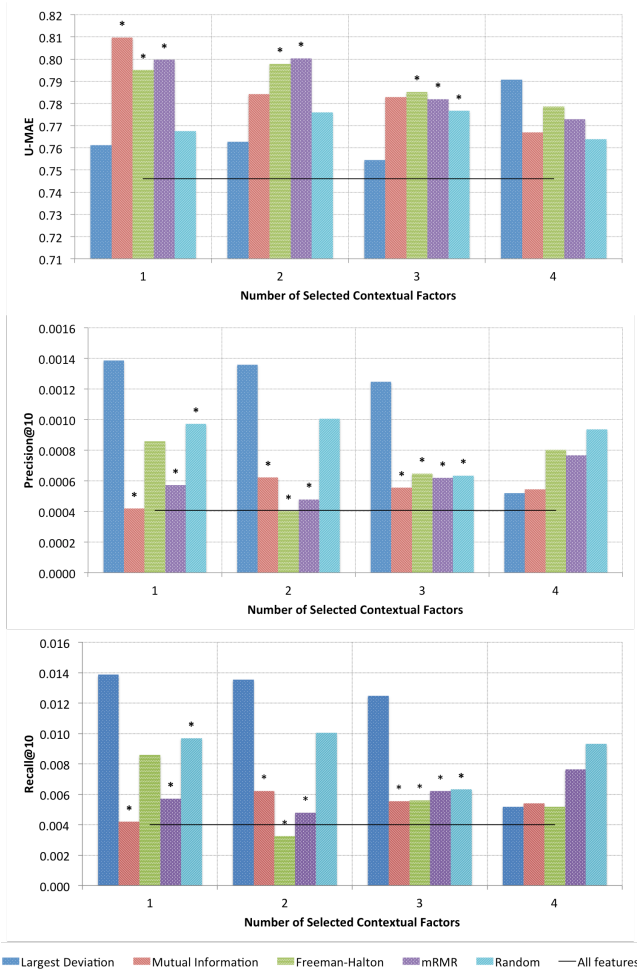 0.82
0.81
0.80
0.79
0.78
0.77
0.76
0.75
0.74
0.73
0.72
0.71
U-MAE
* * * * * * * *
1 2 3 4
Number of Selected Contextual Factors
0.0016
0.0014
0.0012
0.0010
0.0008
0.0006
0.0004
0.0002
0.0000
Precision@10
* * * * * * * * * *
1 2 3 4
Number of Selected Contextual Factors
0.016
0.014
0.012
0.010
0.008
0.006
0.004
0.002
0.000
Recall@10
* * * * * * * * * *
1 2 3 4
Number of Selected Contextual Factors
Largest Deviation Mutual Information Freeman-Halton mRMR Random All features